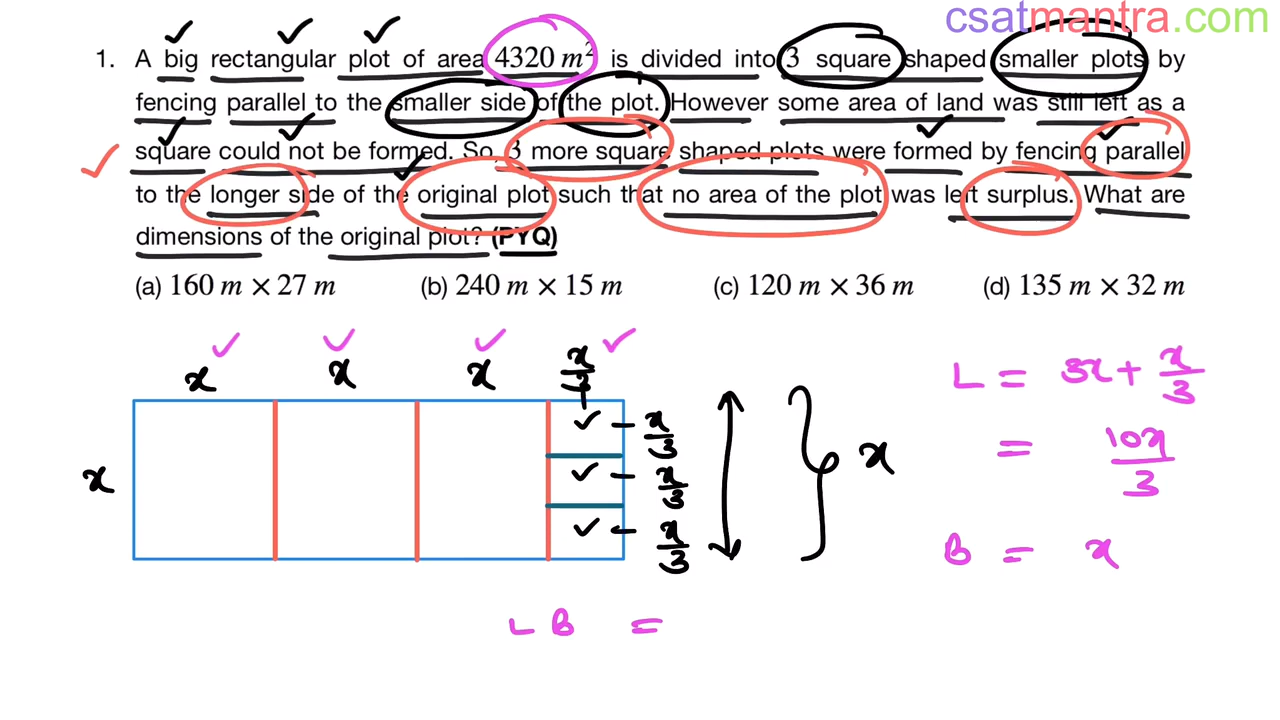 csatmantra.com
1. A big rectangular plot of area 4320 m² is divided into 3 square shaped smaller plots by
fencing parallel to the smaller side of the plot. However some area of land was still left as a
square could not be formed. So, 3 more square shaped plots were formed by fencing parallel
to the longer side of the original plot such that no area of the plot was left surplus. What are
dimensions of the original plot? (PYQ)
(a) 160 m × 27 m (b) 240 m × 15 m (c) 120 m × 36 m (d) 135 m × 32 m
x x x x/3
L = 3x + x/3
x/3
= 10x/3
x x/3 x
x/3
B = x
LB =